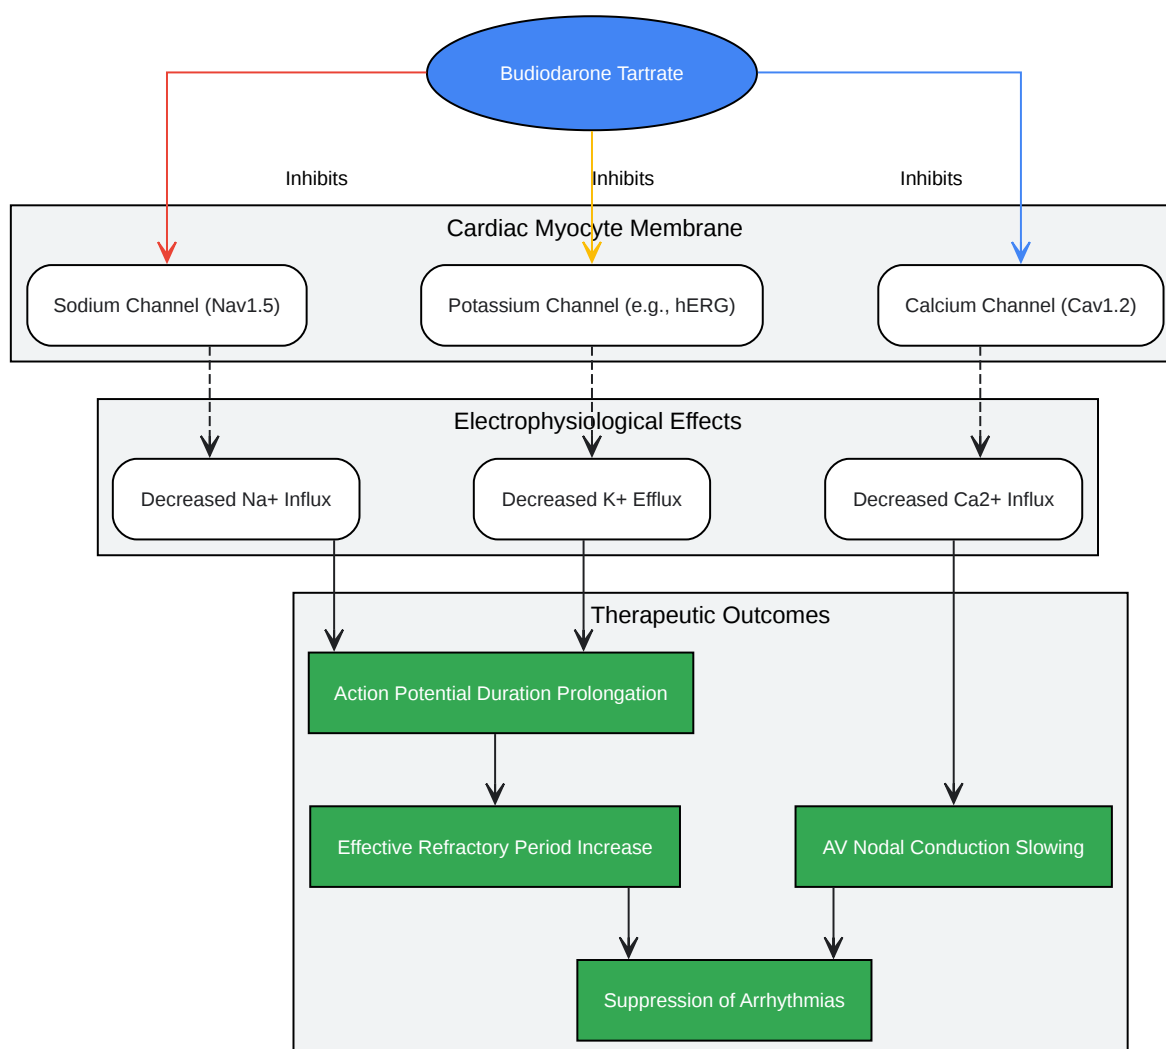 Budiodarone Tartrate
Inhibits
Inhibits
Inhibits
Cardiac Myocyte Membrane
Sodium Channel (Nav1.5)
Potassium Channel (e.g., hERG)
Calcium Channel (Cav1.2)
Electrophysiological Effects
Decreased Na+ Influx
Decreased K+ Efflux
Decreased Ca2+ Influx
Therapeutic Outcomes
Action Potential Duration Prolongation
Effective Refractory Period Increase
AV Nodal Conduction Slowing
Suppression of Arrhythmias